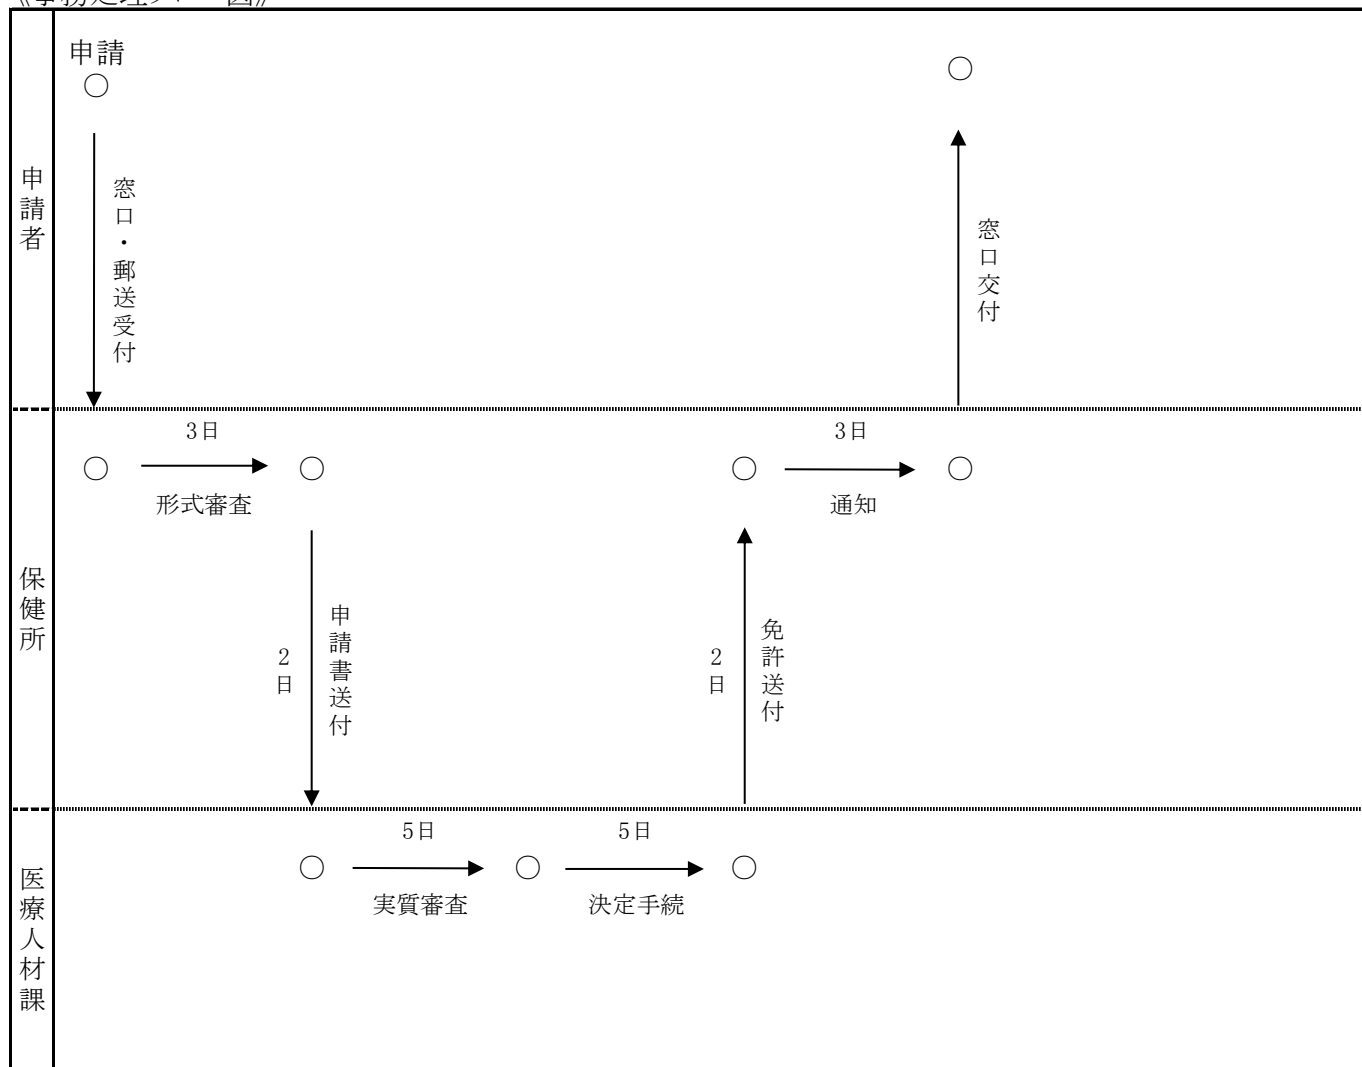 申請
申請者
窓口・郵送受付
窓口交付
3日
形式審査
3日
通知
保健所
2日
申請書送付
2日
免許送付
5日
実質審査
5日
決定手続
医療人材課